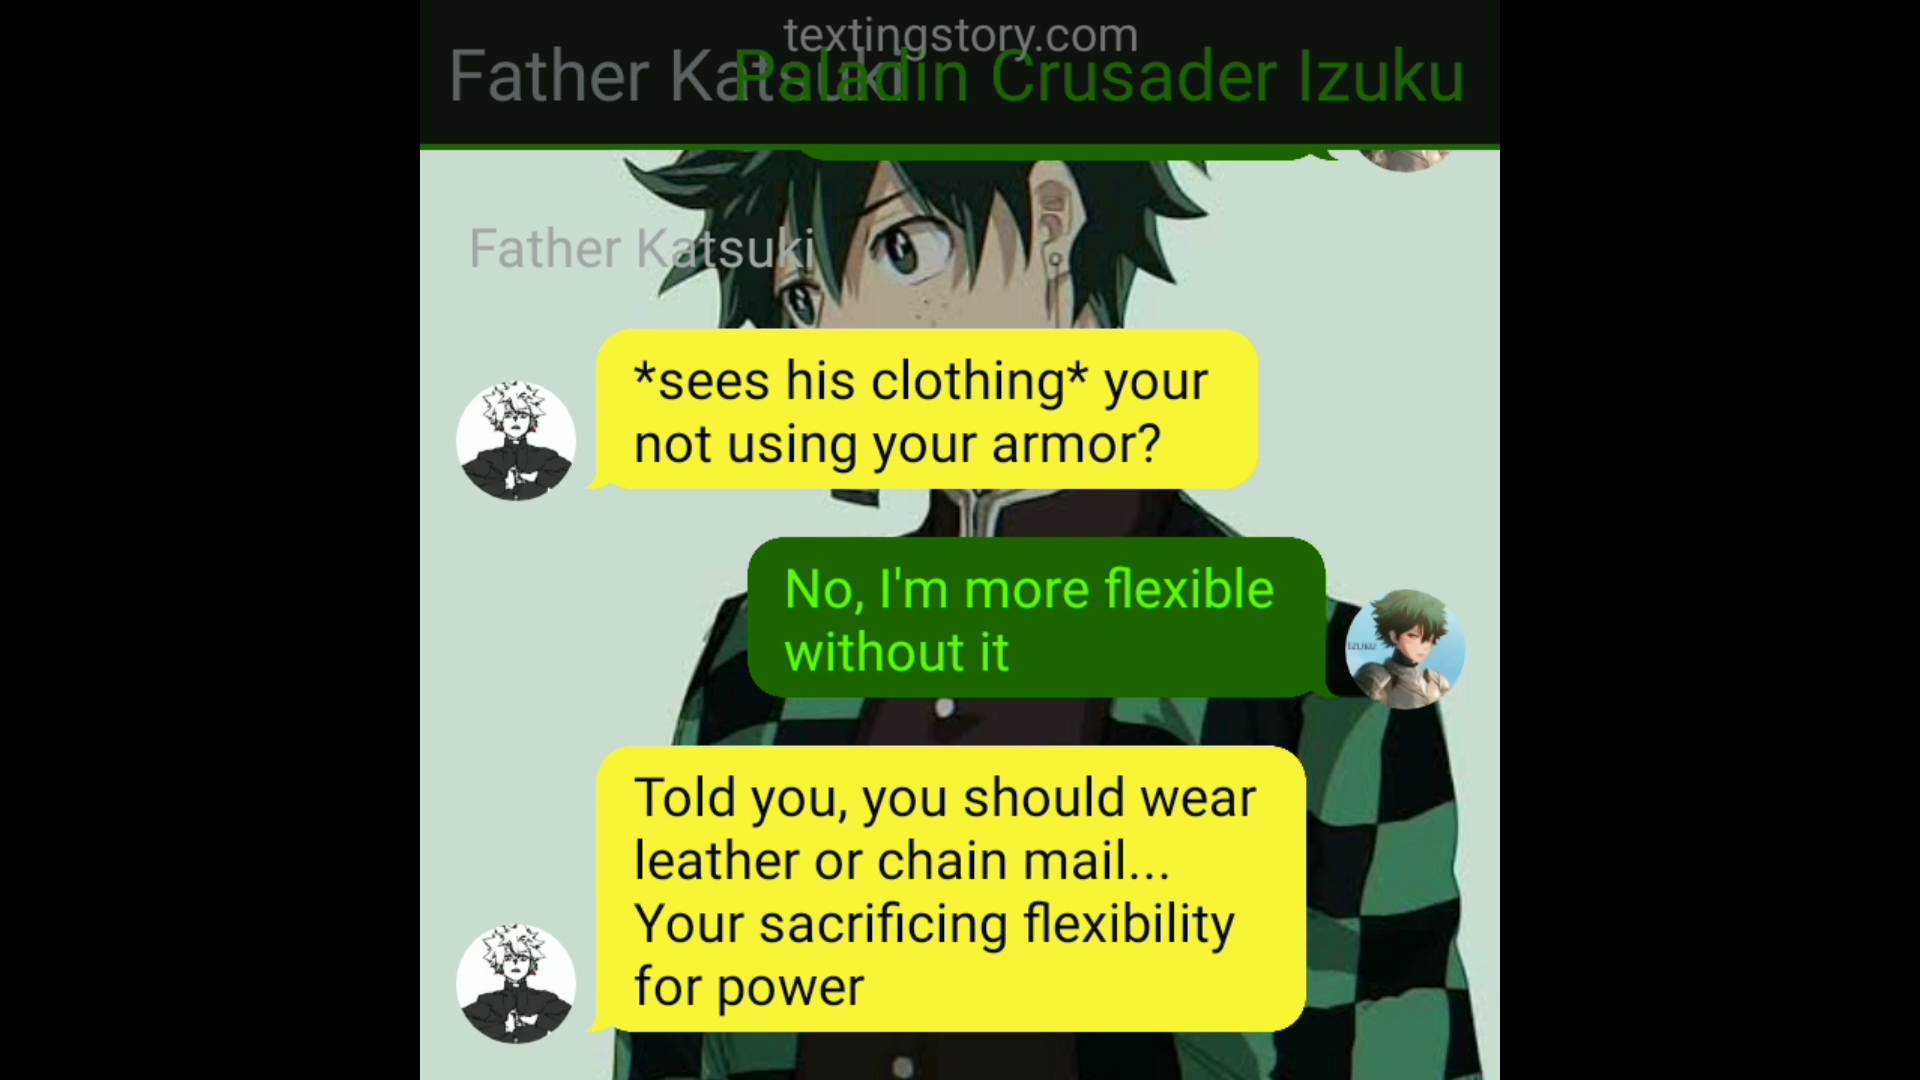 textingstory.com
Father Katsuki
Paladin Crusader Izuku
Father Katsuki
*sees his clothing* your
not using your armor?
No, I'm more flexible
without it
IZUKU
Told you, you should wear
leather or chain mail...
Your sacrificing flexibility
for power